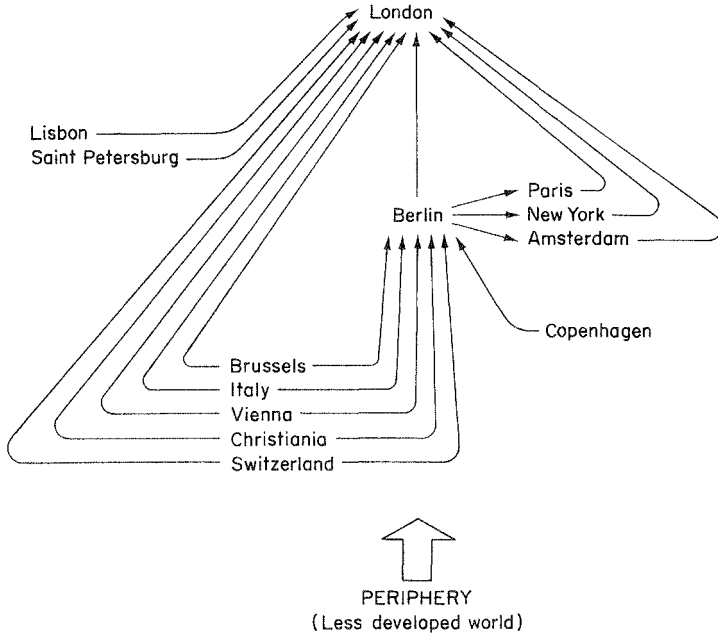 London
Lisbon
Saint Petersburg
Paris
Berlin
New York
Amsterdam
Copenhagen
Brussels
Italy
Vienna
Christiania
Switzerland
PERIPHERY
(Less developed world)